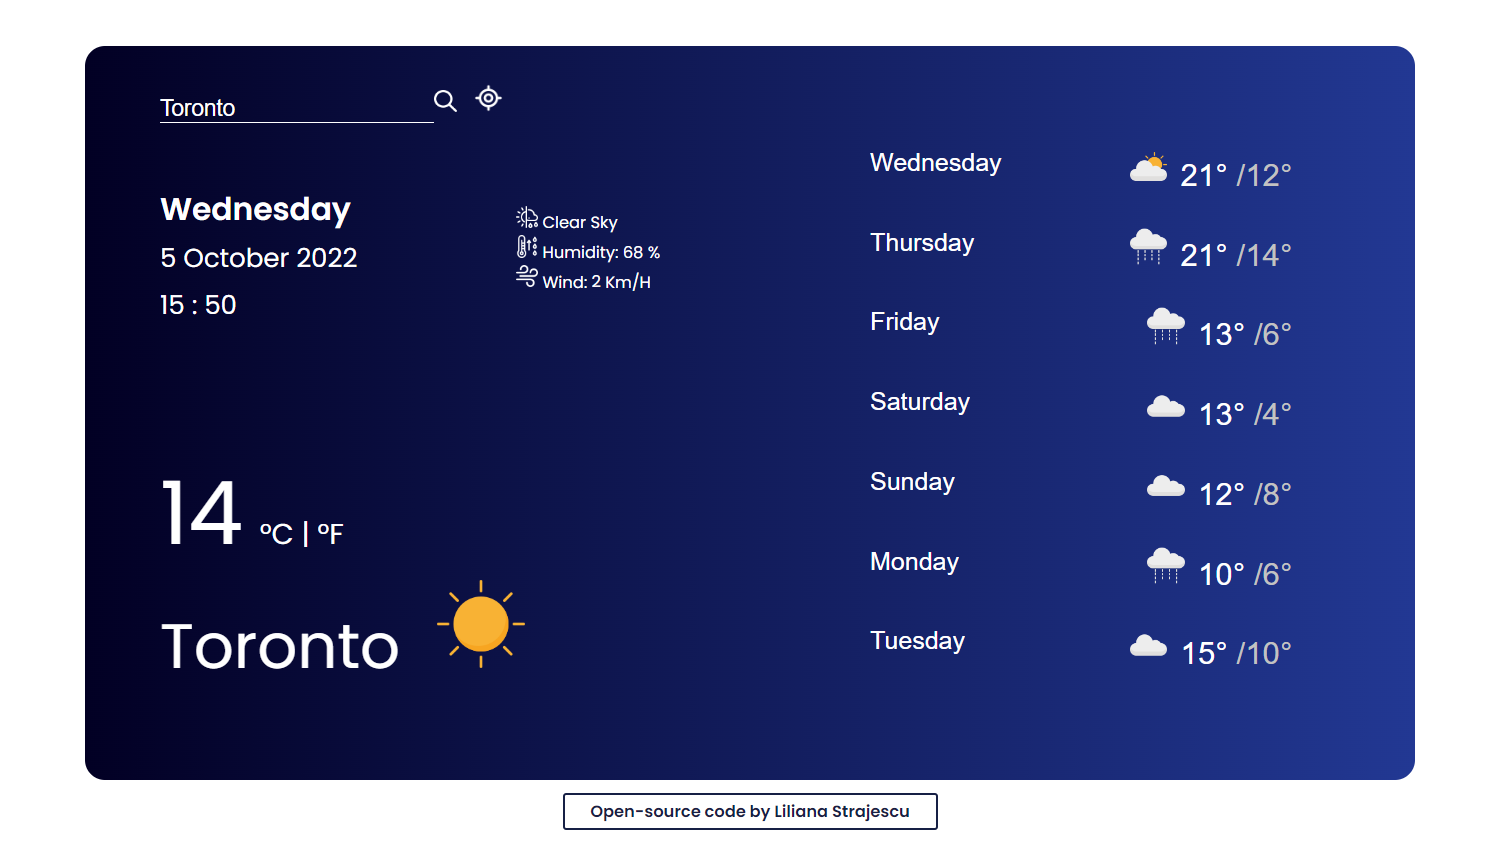 Toronto
Wednesday
5 October 2022
15 : 50
Clear Sky
Humidity: 68 %
Wind: 2 Km/H
14 °C | °F
Toronto
Wednesday 21° /12°
Thursday 21° /14°
Friday 13° /6°
Saturday 13° /4°
Sunday 12° /8°
Monday 10° /6°
Tuesday 15° /10°
Open-source code by Liliana Strajescu